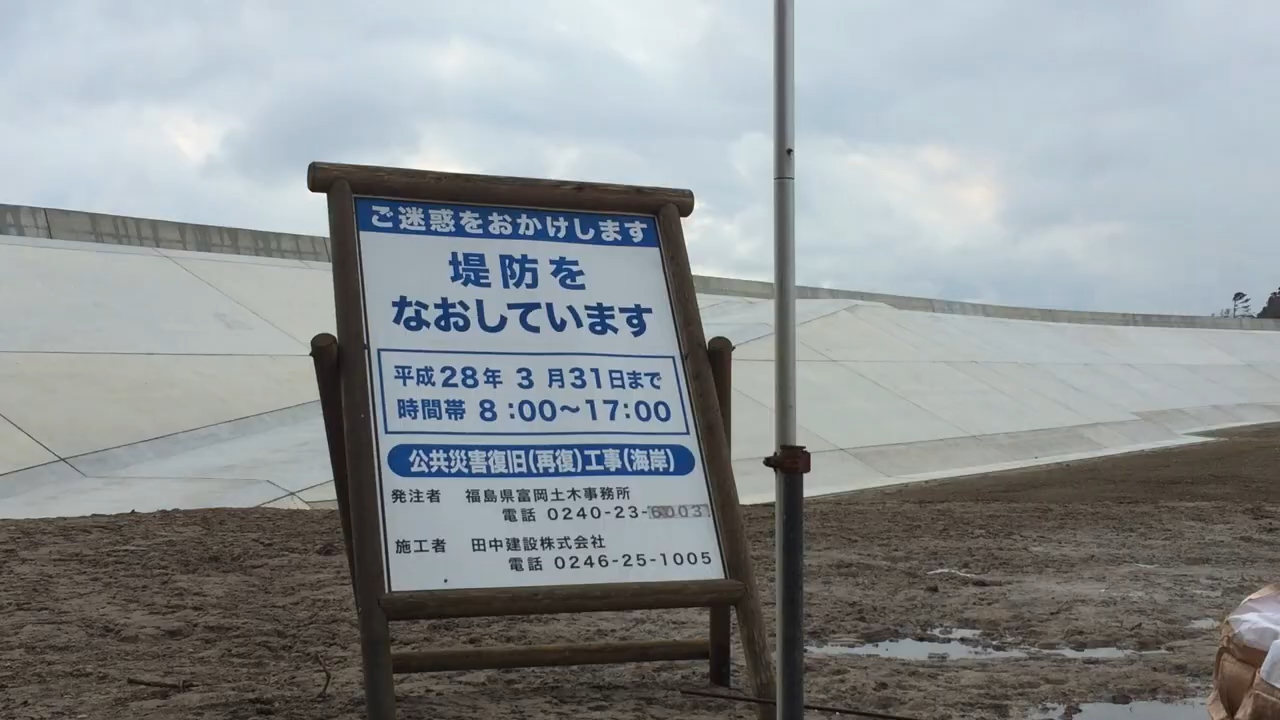 ご迷惑をおかけします
堤防を
なおしています
平成28年 3 月31日まで
時間帯 8:00～17:00
公共災害復旧(再復)工事(海岸)
発注者 福島県富岡土木事務所
電話 0240-23-6003
施工者 田中建設株式会社
電話 0246-25-1005